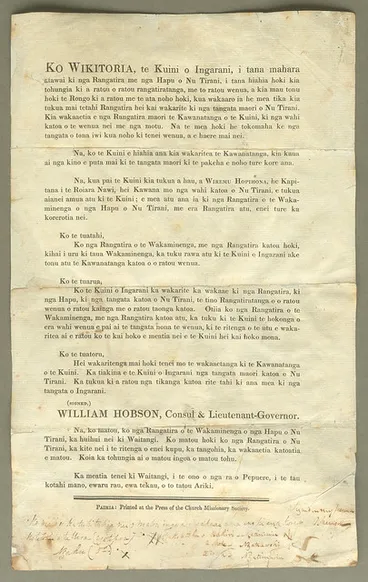 KO WIKITORIA, te Kuini o Ingarani, i tana mahara
atawai ki nga Rangatira me nga Hapu o Nu Tirani, i tana hiahia hoki kia
tohungia ki a ratou o ratou rangatiratanga, me to ratou wenua, a kia mau tonu
hoki te Rongo ki a ratou me te ata noho hoki, kua wakaaro ia he mea tika kia
tukua mai tetahi Rangatira hei kai wakarite ki nga tangata maori o Nu Tirani.
Kia wakaaetia e nga Rangatira maori te Kawanatanga o te Kuini, ki nga wahi
katoa o te wenua nei me nga motu. Na te mea hoki he tokomaha ke nga
tangata o tona iwi kua noho ki tenei wenua, a e haere mai nei.
Na, ko te Kuini e hiahia ana kia wakaritea te Kawanatanga, kia kaua
ai nga kino e puta mai ki te tangata maori ki te pakeha e noho ture kore ana.
Na, kua pai te Kuini kia tukua a hau, a WIREMU HOPIHONA, he Kapi-
tana i te Roiara Nawi, hei Kawana mo nga wahi katoa o Nu Tirani, e tukua
aianei amua atu ki te Kuini; e mea atu ana ia ki nga Rangatira o te Waka-
minenga o nga Hapu o Nu Tirani, me era Rangatira atu, enei ture ka
korerotia nei.
Ko te tuatahi,
Ko nga Rangatira o te Wakaminenga, me nga Rangatira katoa hoki,
kihai i uru ki taua Wakaminenga, ka tuku rawa atu ki te Kuini o Ingarani ake
tonu atu te Kawanatanga katoa o o ratou wenua.
Ko te tuarua,
Ko te Kuini o Ingarani ka wakarite ka wakaae ki nga Rangatira, ki
nga Hapu, ki nga tangata katoa o Nu Tirani, te tino Rangatiratanga o o ratou
wenua o ratou kainga me o ratou taonga katoa. Otiia ko nga Rangatira o te
Wakaminenga, me nga Rangatira katoa atu, ka tuku ki te Kuini te hokonga o
era wahi wenua e pai ai te tangata nona te wenua, ki te ritenga o te utu e waka-
ritea ai e ratou ko te kai hoko e meatia nei e te Kuini hei kai hoko mona.
Ko te tuatoru,
Hei wakaritenga mai hoki tenei mo te wakaaetanga ki te Kawanatanga
o te Kuini. Ka tiakina e te Kuini o Ingarani nga tangata maori katoa o Nu
Tirani. Ka tukua ki a ratou nga tikanga katoa rite tahi ki ana mea ki nga
tangata o Ingarani.
(SIGNED,)
WILLIAM HOBSON, Consul & Lieutenant-Governor.
Na, ko matou, ko nga Rangatira o te Wakaminenga o nga Hapu o Nu
Tirani, ka huihui nei ki Waitangi. Ko matou hoki ko nga Rangatira o Nu
Tirani, ka kite nei i te ritenga o enei kupu, ka tangohia, ka wakaaetia katoatia
e matou. Koia ka tohungia ai o matou ingoa o matou tohu.
Ka meatia tenei ki Waitangi, i te ono o nga ra o Pepuere, i te tau
kotahi mano, ewaru rau, ewa tekau, o to tatou Ariki.
PAIHIA: Printed at the Press of the Church Missionary Society.